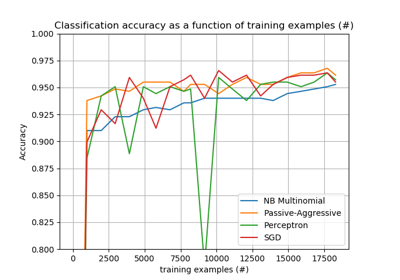 Classification accuracy as a function of training examples (#)
1.000
0.975
0.950
0.925
0.900
0.875
0.850
0.825
0.800
Accuracy
NB Multinomial
Passive-Aggressive
Perceptron
SGD
0 2500 5000 7500 10000 12500 15000 17500
training examples (#)